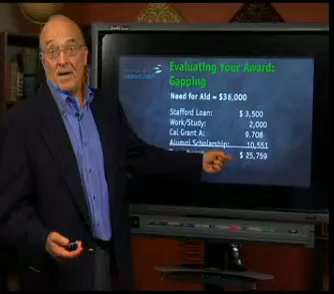 Evaluating Your Award:
Gapping
Need for Aid = $36,000
Stafford Loan: $ 3,500
Work/Study: 2,000
Cal Grant A: 9,708
Alumni Scholarship: 10,551
$ 25,759